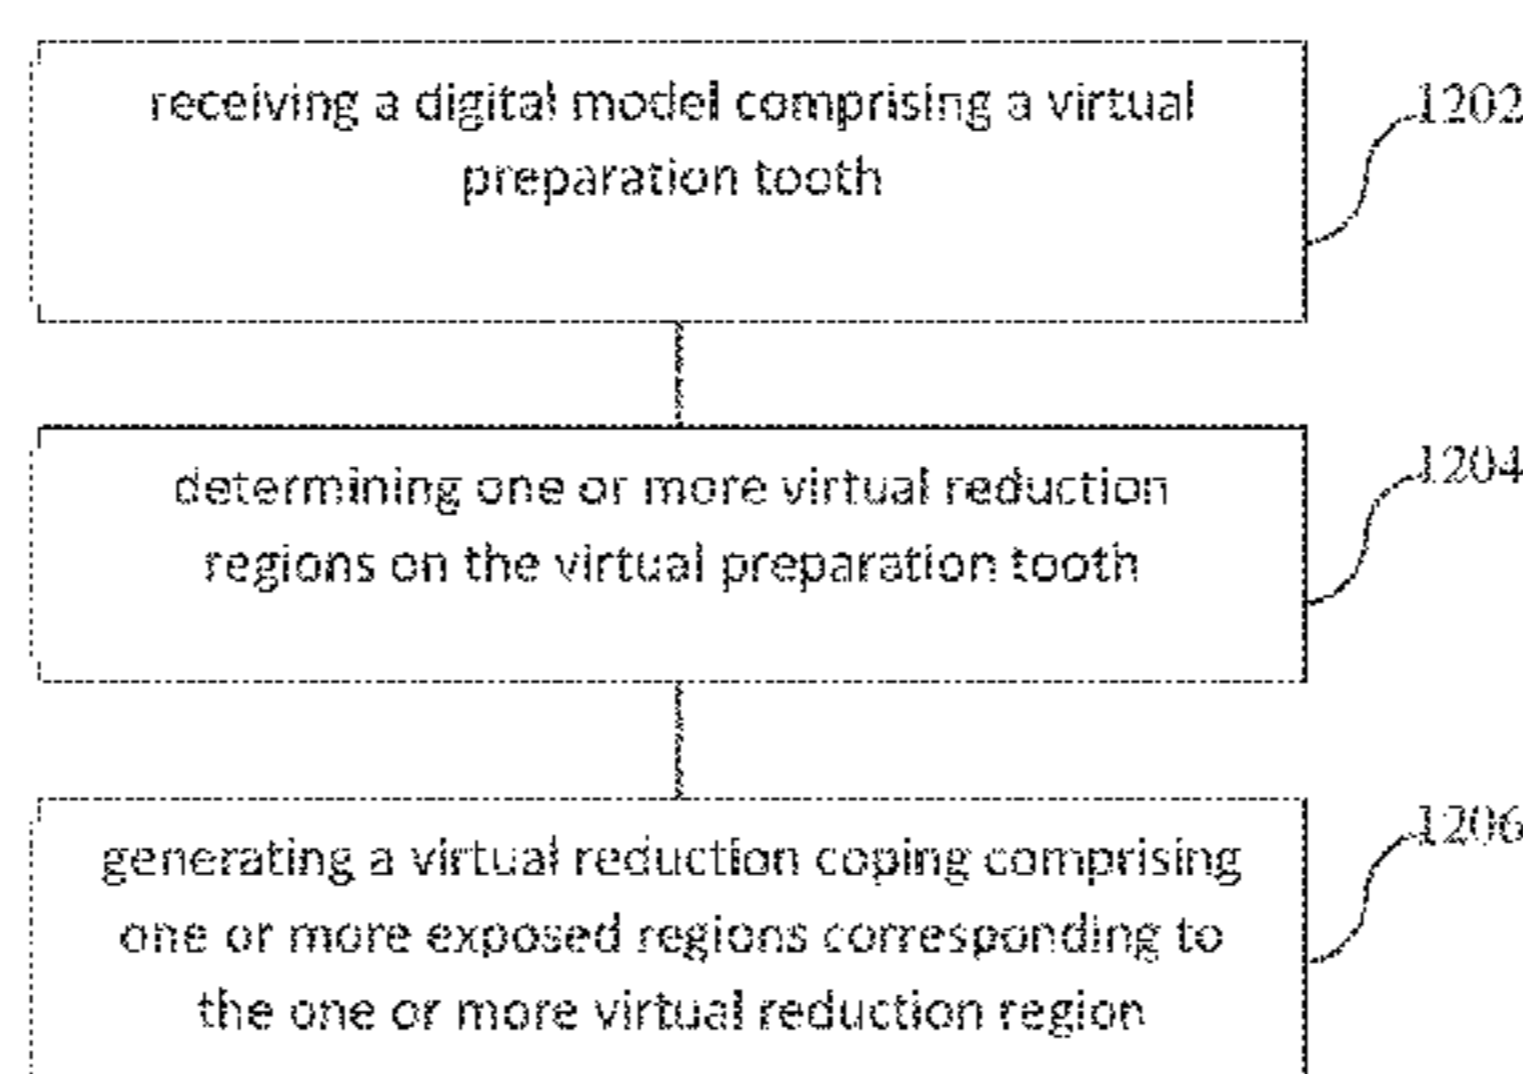 receiving a digital model comprising a virtual
preparation tooth
1202
determining one or more virtual reduction
regions on the virtual preparation tooth
1204
generating a virtual reduction coping comprising
one or more exposed regions corresponding to
the one or more virtual reduction region
1206